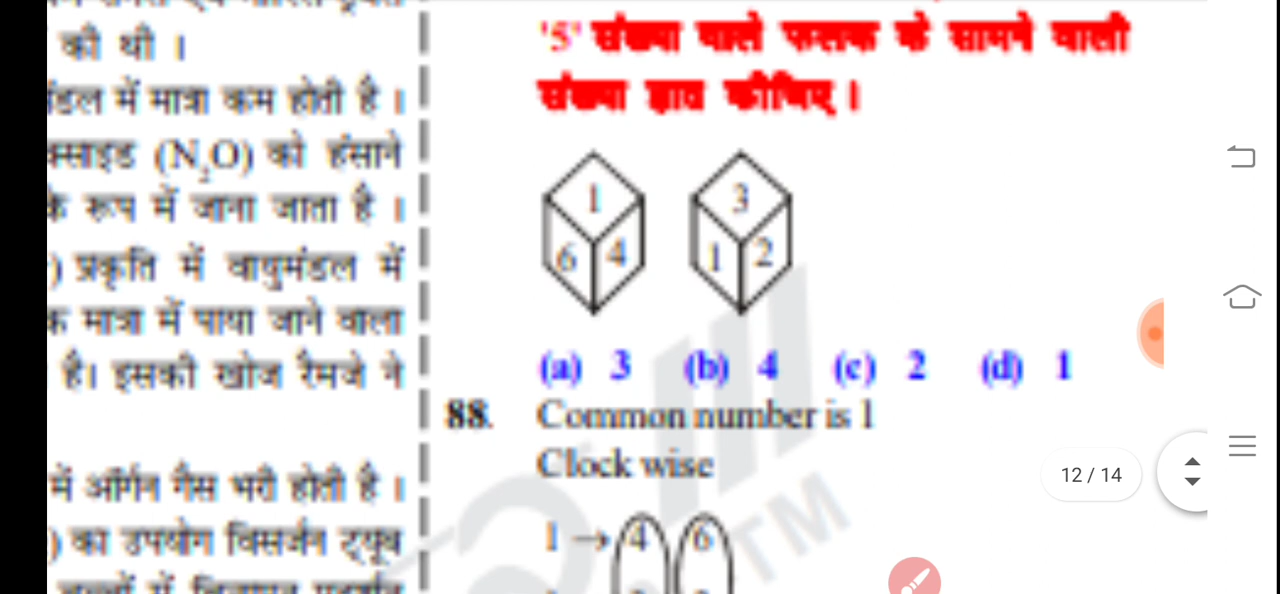 की थी ।
मंडल में मात्रा कम होती है ।
क्साइड (N₂O) को हंसाने
के रूप में जाना जाता है ।
) प्रकृति में वायुमंडल में
क मात्रा में पाया जाने वाला
है। इसकी खोज रैमजे ने
में ऑर्गन गैस भरी होती है ।
) का उपयोग विसर्जन ट्यूब
'5' संख्या वाले फलक के सामने वाली
संख्या ज्ञात कीजिए ।
1 3
6 4 1 2
(a) 3 (b) 4 (c) 2 (d) 1
88. Common number is 1
Clock wise
1 → 4 6
12 / 14
TM